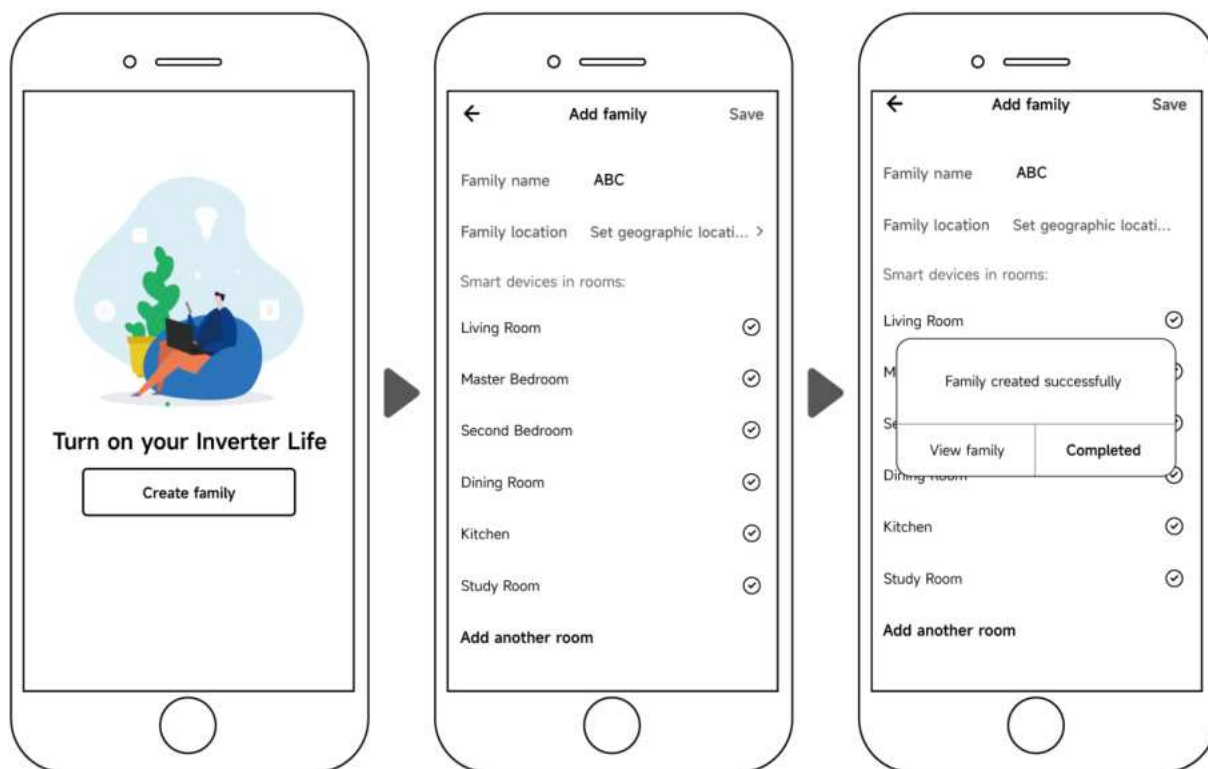 Turn on your Inverter Life
Create family
Add family Save
Family name ABC
Family location Set geographic locati... >
Smart devices in rooms:
Living Room
Master Bedroom
Second Bedroom
Dining Room
Kitchen
Study Room
Add another room
Add family Save
Family name ABC
Family location Set geographic locati...
Smart devices in rooms:
Living Room
M
Family created successfully
Se
View family Completed
Dining Room
Kitchen
Study Room
Add another room